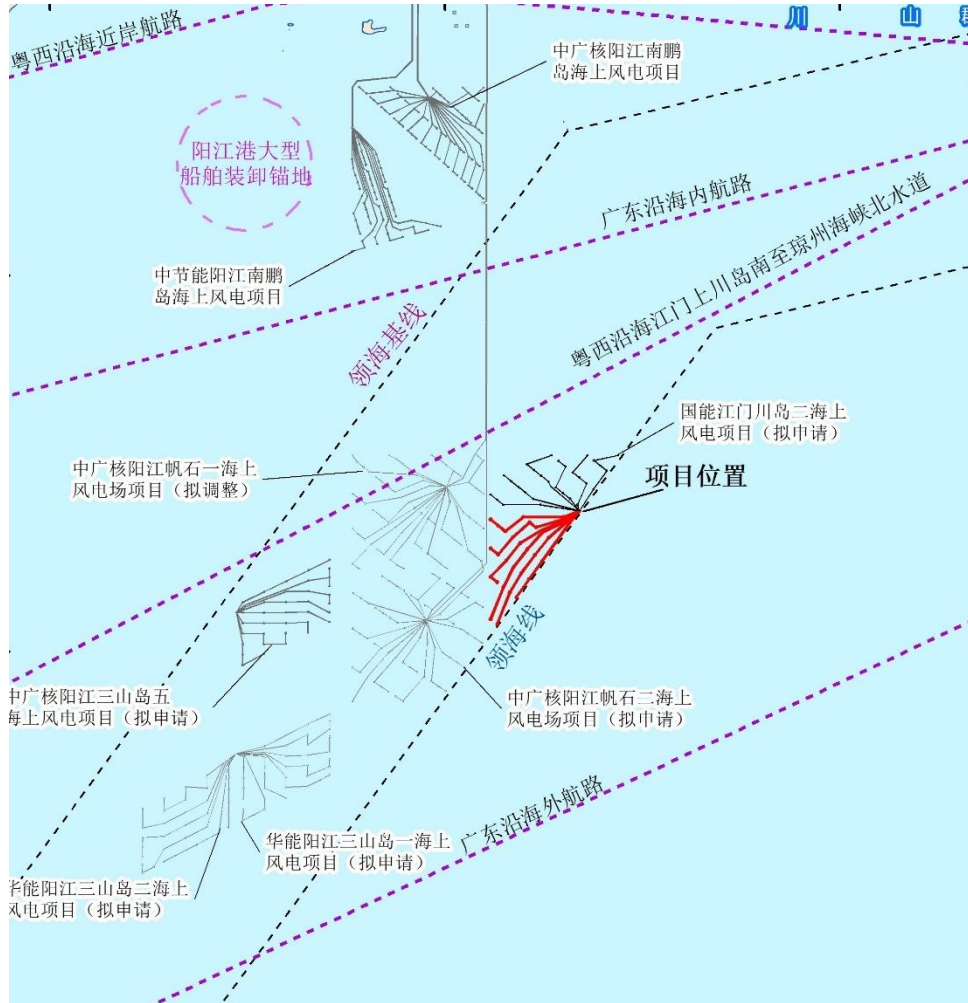 川 山 群
粤西沿海近岸航路
中广核阳江南鹏
岛海上风电项目
阳江港大型
船舶装卸锚地
广东沿海内航路
粤西沿海江门上川岛南至琼州海峡北水道
中节能阳江南鹏
岛海上风电项目
领海基线
国能江门川岛二海上
风电项目（拟申请）
中广核阳江帆石一海上
风电场项目（拟调整）
项目位置
领海线
中广核阳江三山岛五
海上风电项目（拟申请）
中广核阳江帆石二海上
风电场项目（拟申请）
广东沿海外航路
华能阳江三山岛一海上
风电项目（拟申请）
华能阳江三山岛二海上
风电项目（拟申请）